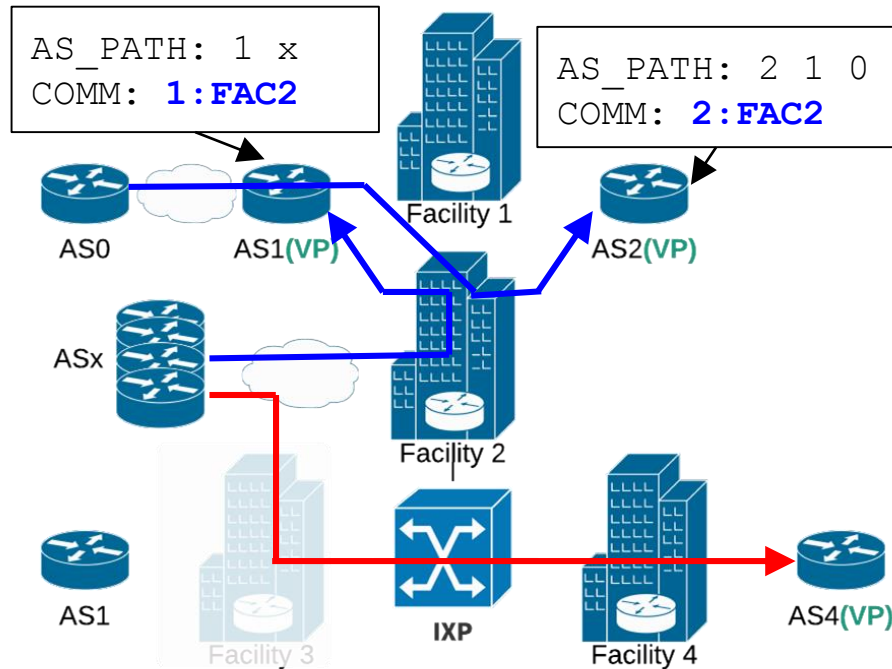 AS_PATH: 1 x
COMM: 1:FAC2
AS_PATH: 2 1 0
COMM: 2:FAC2
Facility 1
AS0
AS1(VP)
AS2(VP)
ASx
Facility 2
AS1
Facility 3
IXP
Facility 4
AS4(VP)